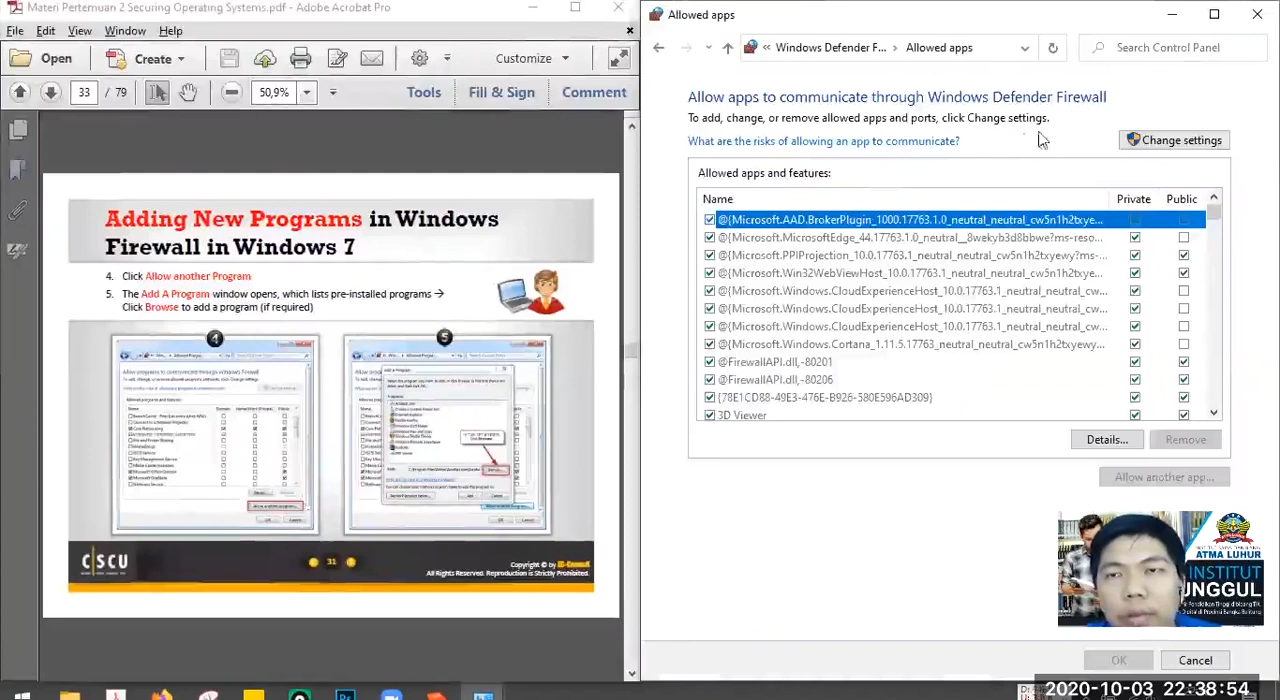 Materi Pertemuan 2 Securing Operating Systems.pdf - Adobe Acrobat Pro
File Edit View Window Help
Open
Create
Customize
33 / 79
50,9%
Tools
Fill & Sign
Comment
Adding New Programs in Windows
Firewall in Windows 7
4. Click Allow another Program
5. The Add A Program window opens, which lists pre-installed programs →
Click Browse to add a program (if required)
4
5
C|SCU
31
Copyright © by EC-Council
All Rights Reserved. Reproduction is Strictly Prohibited.
Allowed apps
« Windows Defender F... › Allowed apps
Search Control Panel
Allow apps to communicate through Windows Defender Firewall
To add, change, or remove allowed apps and ports, click Change settings.
What are the risks of allowing an app to communicate?
Change settings
Allowed apps and features:
Name Private Public
@{Microsoft.AAD.BrokerPlugin_1000.17763.1.0_neutral_neutral_cw5n1h2txye...
@{Microsoft.MicrosoftEdge_44.17763.1.0_neutral__8wekyb3d8bbwe?ms-reso...
@{Microsoft.PPIProjection_10.0.17763.1_neutral_neutral_cw5n1h2txyewy?ms-...
@{Microsoft.Win32WebViewHost_10.0.17763.1_neutral_neutral_cw5n1h2txye...
@{Microsoft.Windows.CloudExperienceHost_10.0.17763.1_neutral_neutral_cw...
@{Microsoft.Windows.CloudExperienceHost_10.0.17763.1_neutral_neutral_cw...
@{Microsoft.Windows.CloudExperienceHost_10.0.17763.1_neutral_neutral_cw...
@{Microsoft.Windows.Cortana_1.11.5.17763_neutral_neutral_cw5n1h2txyewy...
@FirewallAPI.dll,-80201
@FirewallAPI.dll,-80206
{78E1CD88-49E3-476E-B926-580E596AD309}
3D Viewer
Details...
Remove
Allow another app...
ATMA LUHUR
INSTITUT
UNGGUL
OK
Cancel
2020-10-03 22:38:54